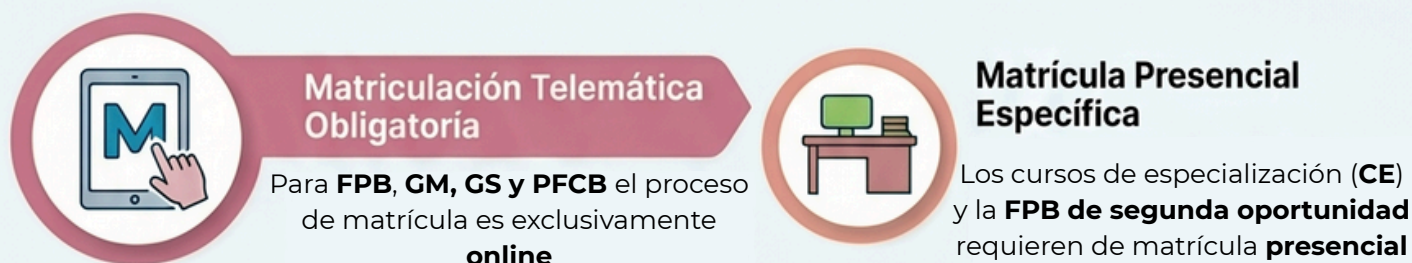 M
Matriculación Telemática
Obligatoría
Para FPB, GM, GS y PFCB el proceso
de matrícula es exclusivamente
online
Matrícula Presencial
Específica
Los cursos de especialización (CE)
y la FPB de segunda oportunidad
requieren de matrícula presencial